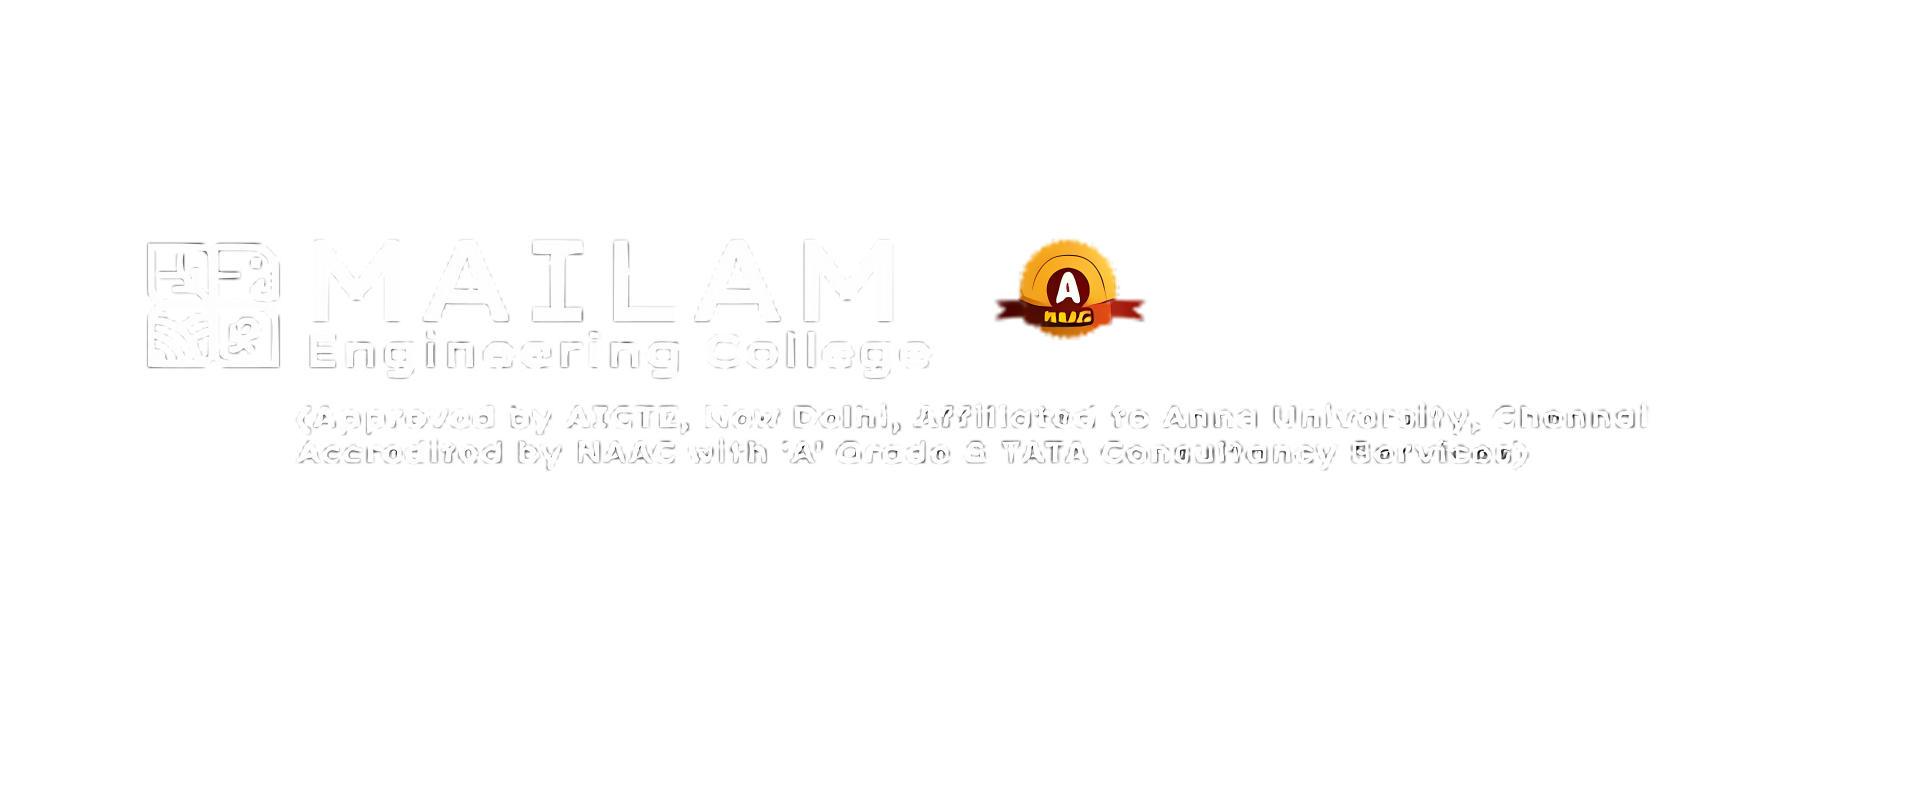 MAILAM
Engineering College
A
(Approved by AICTE, New Delhi, Affiliated to Anna University, Chennai
Accredited by NAAC with 'A' Grade & TATA Consultancy Services)